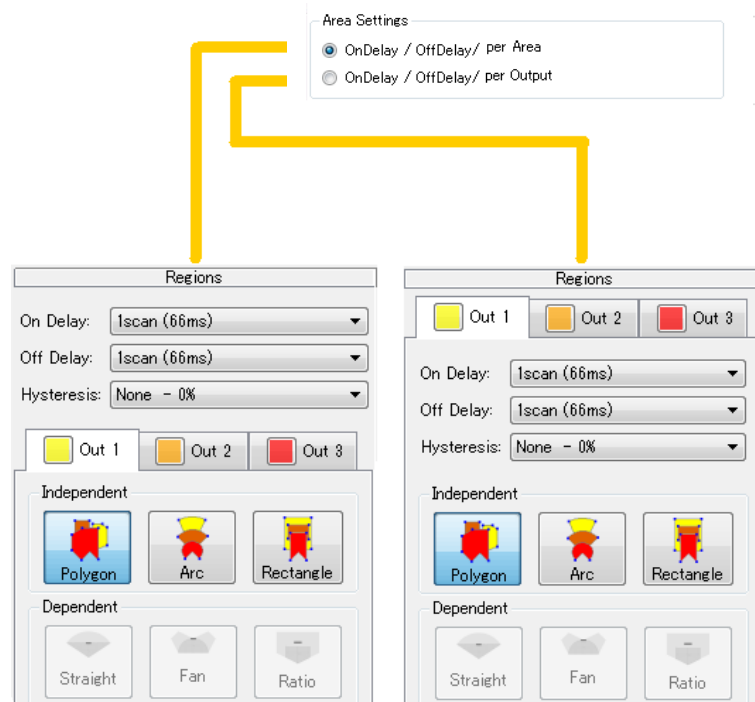 Area Settings
OnDelay / OffDelay/ per Area
OnDelay / OffDelay/ per Output
Regions
On Delay: 1scan (66ms)
Off Delay: 1scan (66ms)
Hysteresis: None - 0%
Out 1 Out 2 Out 3
Independent
Polygon Arc Rectangle
Dependent
Straight Fan Ratio
Regions
Out 1 Out 2 Out 3
On Delay: 1scan (66ms)
Off Delay: 1scan (66ms)
Hysteresis: None - 0%
Independent
Polygon Arc Rectangle
Dependent
Straight Fan Ratio